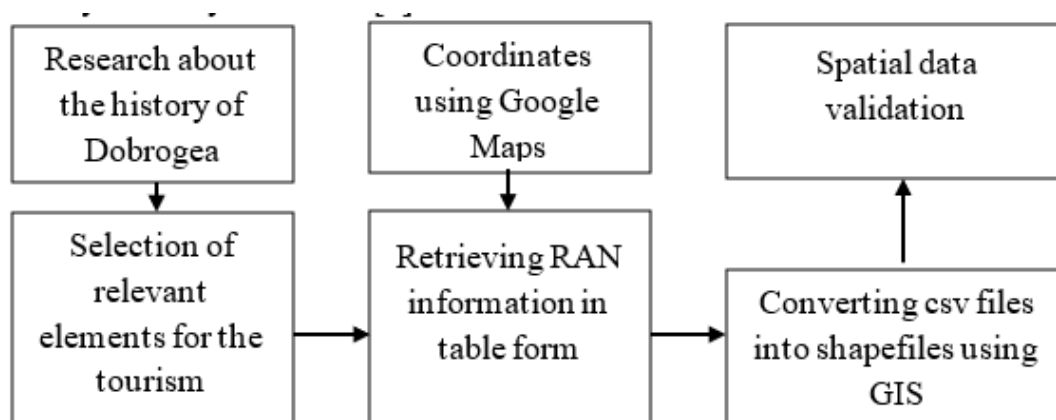 Research about
the history of
Dobrogea
Coordinates
using Google
Maps
Spatial data
validation
Selection of
relevant
elements for the
tourism
Retrieving RAN
information in
table form
Converting csv files
into shapefiles using
GIS